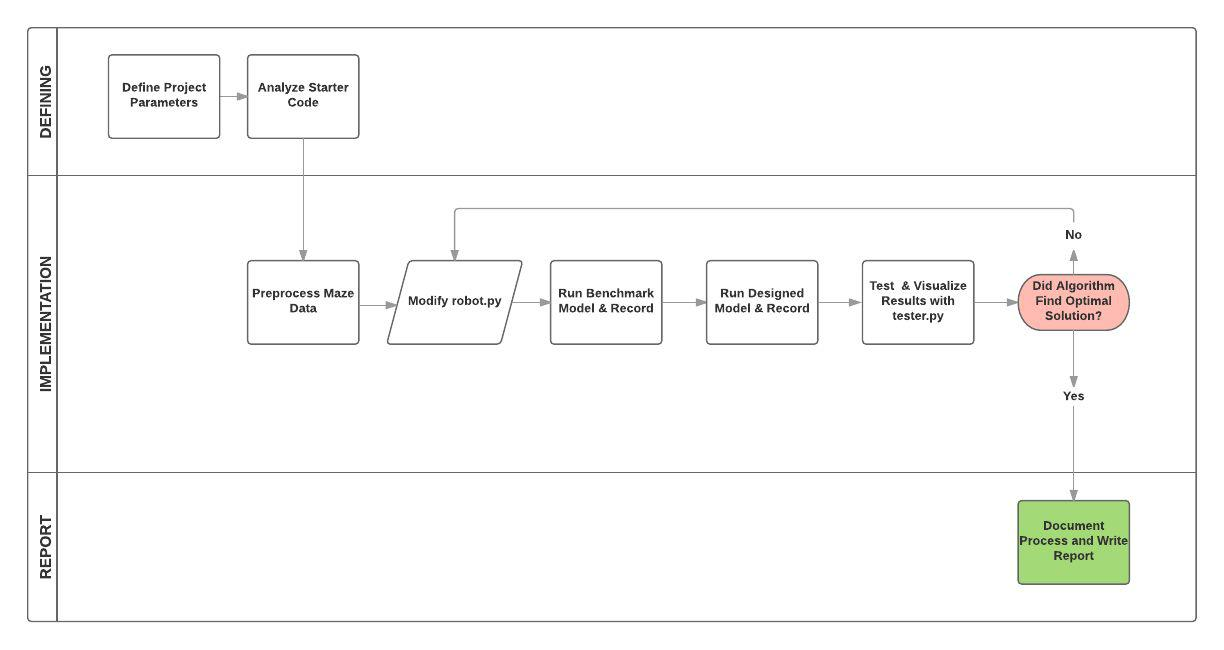 DEFINING
Define Project
Parameters
Analyze Starter
Code
IMPLEMENTATION
Preprocess Maze
Data
Modify robot.py
Run Benchmark
Model & Record
Run Designed
Model & Record
Test & Visualize
Results with
tester.py
No
Did Algorithm
Find Optimal
Solution?
Yes
REPORT
Document
Process and Write
Report